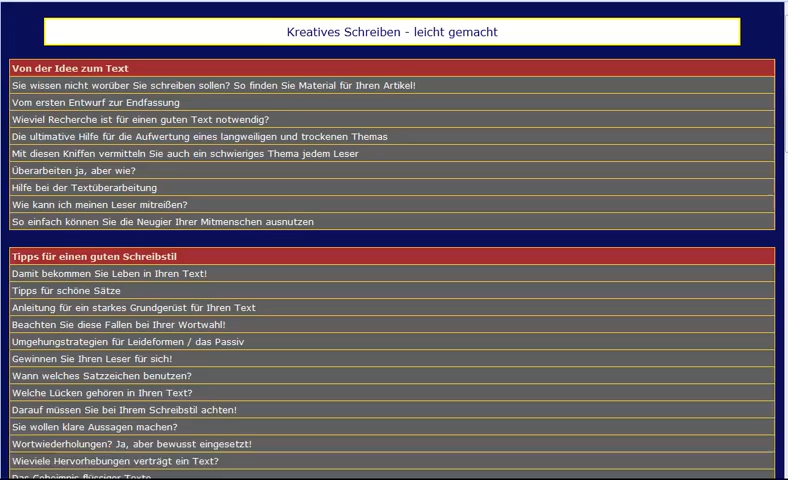 Kreatives Schreiben - leicht gemacht
Von der Idee zum Text
Sie wissen nicht worüber Sie schreiben sollen? So finden Sie Material für Ihren Artikel!
Vom ersten Entwurf zur Endfassung
Wieviel Recherche ist für einen guten Text notwendig?
Die ultimative Hilfe für die Aufwertung eines langweiligen und trockenen Themas
Mit diesen Kniffen vermitteln Sie auch ein schwieriges Thema jedem Leser
Überarbeiten ja, aber wie?
Hilfe bei der Textüberarbeitung
Wie kann ich meinen Leser mitreißen?
So einfach können Sie die Neugier Ihrer Mitmenschen ausnutzen
Tipps für einen guten Schreibstil
Damit bekommen Sie Leben in Ihren Text!
Tipps für schöne Sätze
Anleitung für ein starkes Grundgerüst für Ihren Text
Beachten Sie diese Fallen bei Ihrer Wortwahl!
Umgehungstrategien für Leideformen / das Passiv
Gewinnen Sie Ihren Leser für sich!
Wann welches Satzzeichen benutzen?
Welche Lücken gehören in Ihren Text?
Darauf müssen Sie bei Ihrem Schreibstil achten!
Sie wollen klare Aussagen machen?
Wortwiederholungen? Ja, aber bewusst eingesetzt!
Wieviele Hervorhebungen verträgt ein Text?
Das Geheimnis flüssiger Texte